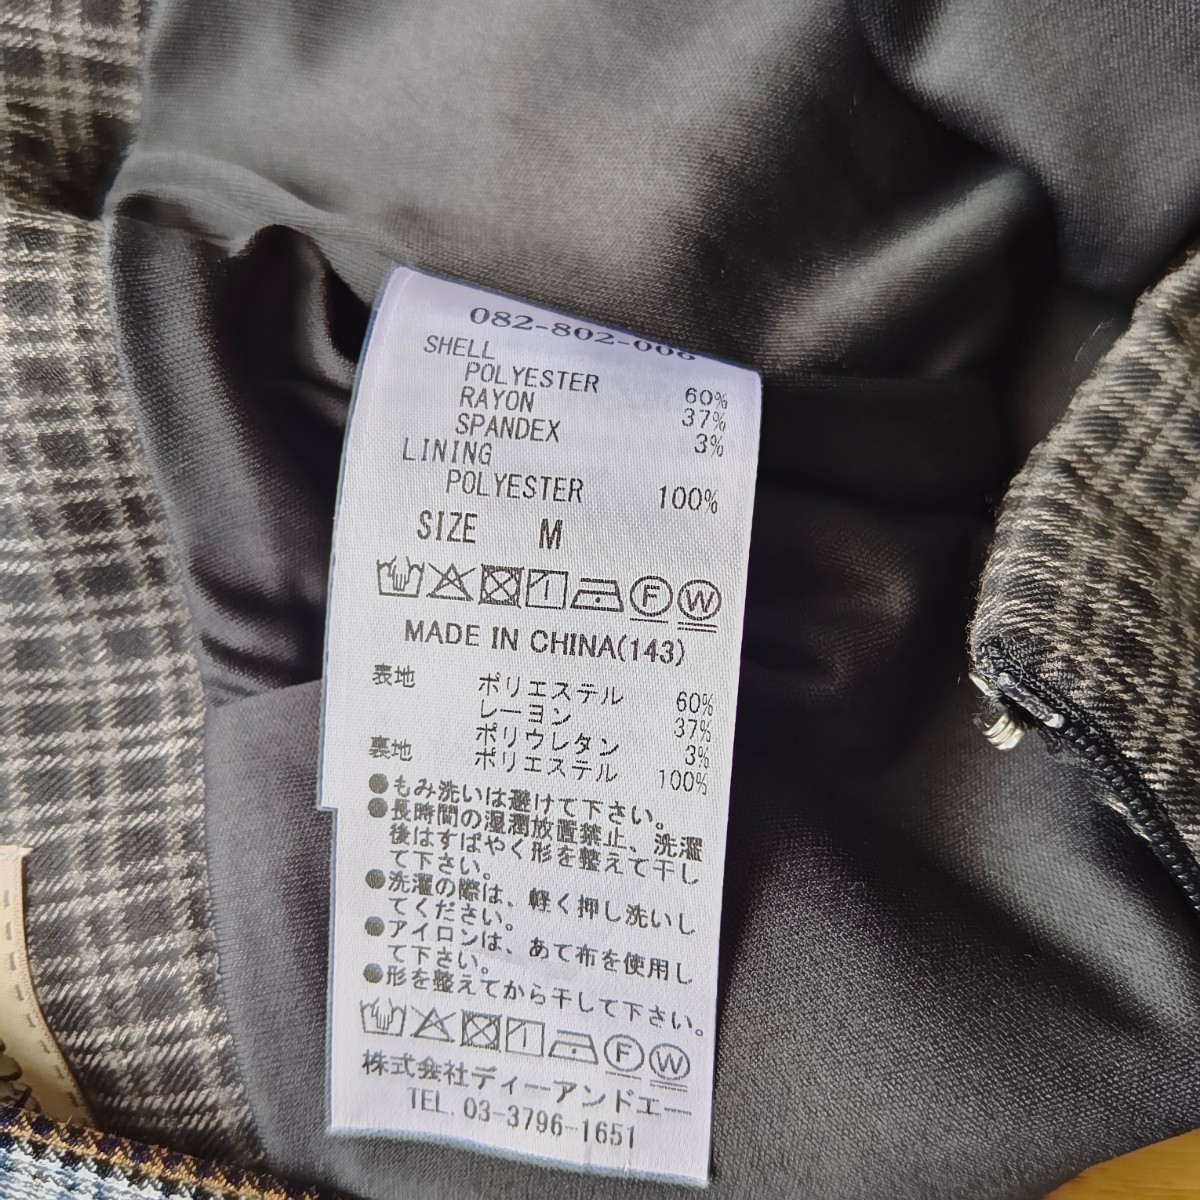 082-802-008
SHELL
POLYESTER 60%
RAYON 37%
SPANDEX 3%
LINING
POLYESTER 100%
SIZE M
F W
MADE IN CHINA(143)
表地 ポリエステル 60%
レーヨン 37%
ポリウレタン 3%
裏地 ポリエステル 100%
●もみ洗いは避けて下さい。
●長時間の湿潤放置禁止、洗濯
後はすばやく形を整えて干し
て下さい。
●洗濯の際は、軽く押し洗いし
てください。
●アイロンは、あて布を使用し
て下さい。
●形を整えてから干して下さい。
F W
株式会社ディーアンドエー
TEL. 03-3796-1651